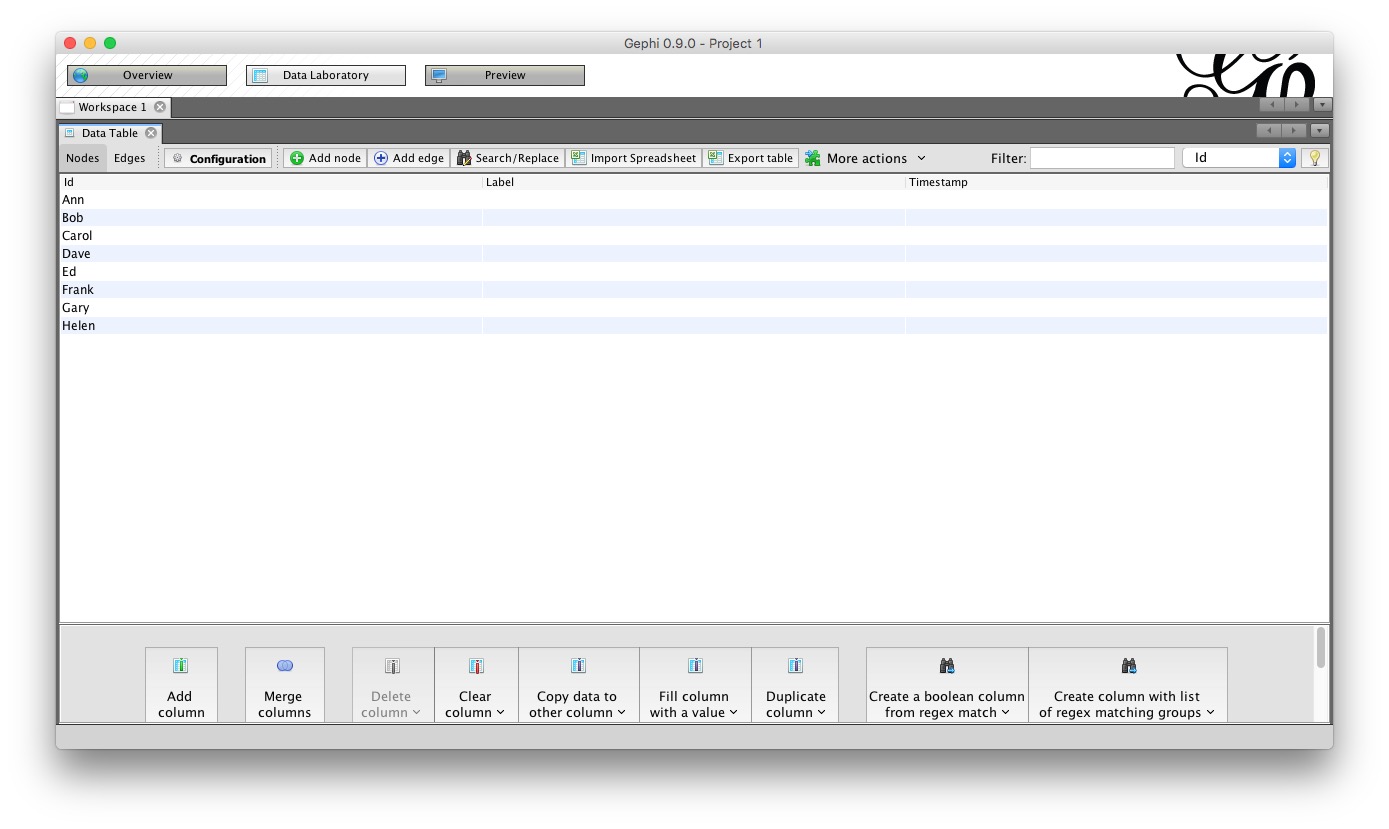 Gephi 0.9.0 - Project 1
Overview Data Laboratory Preview
Workspace 1
Data Table
Nodes Edges Configuration Add node Add edge Search/Replace Import Spreadsheet Export table More actions Filter: Id
Id Label Timestamp
Ann
Bob
Carol
Dave
Ed
Frank
Gary
Helen
Add column
Merge columns
Delete column
Clear column
Copy data to other column
Fill column with a value
Duplicate column
Create a boolean column from regex match
Create column with list of regex matching groups